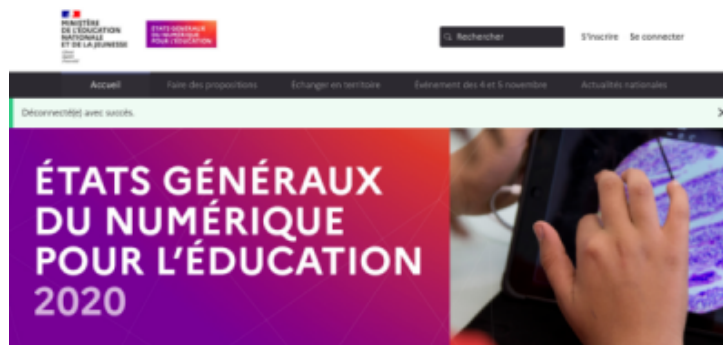 MINISTÈRE
DE L'ÉDUCATION
NATIONALE
ET DE LA JEUNESSE
ÉTATS GÉNÉRAUX
DU NUMÉRIQUE
POUR L'ÉDUCATION
Rechercher
S'inscrire Se connecter
Accueil Faire des propositions Echanger en territoire Événement des 4 et 5 novembre Actualités nationales
Déconnecté(e) avec succès.
ÉTATS GÉNÉRAUX
DU NUMÉRIQUE
POUR L'ÉDUCATION
2020